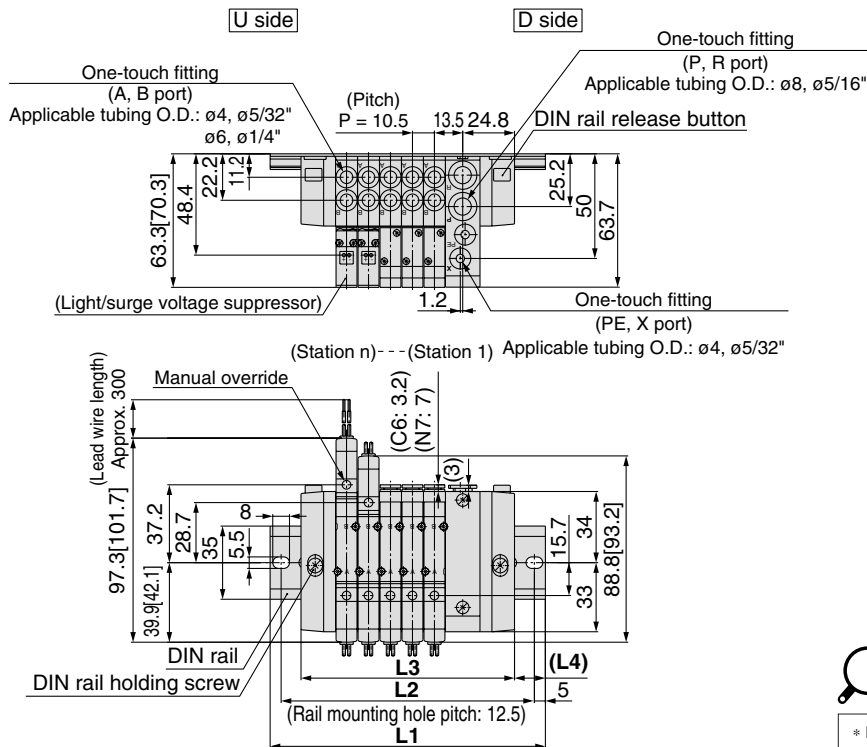 U side
D side
One-touch fitting
(P, R port)
Applicable tubing O.D.: ø8, ø5/16"
One-touch fitting
(A, B port)
Applicable tubing O.D.: ø4, ø5/32"
ø6, ø1/4"
(Pitch)
P = 10.5
13.5
24.8
DIN rail release button
63.3[70.3]
48.4
22.2
11.2
25.2
50
63.7
(Light/surge voltage suppressor)
1.2
One-touch fitting
(PE, X port)
Applicable tubing O.D.: ø4, ø5/32"
(Station n)---(Station 1)
Manual override
(Lead wire length)
Approx. 300
(C6: 3.2)
(N7: 7)
(3)
97.3[101.7]
37.2
28.7
8
35
5.5
39.9[42.1]
15.7
34
33
88.8[93.2]
DIN rail
DIN rail holding screw
L3
(L4)
L2
5
(Rail mounting hole pitch: 12.5)
L1